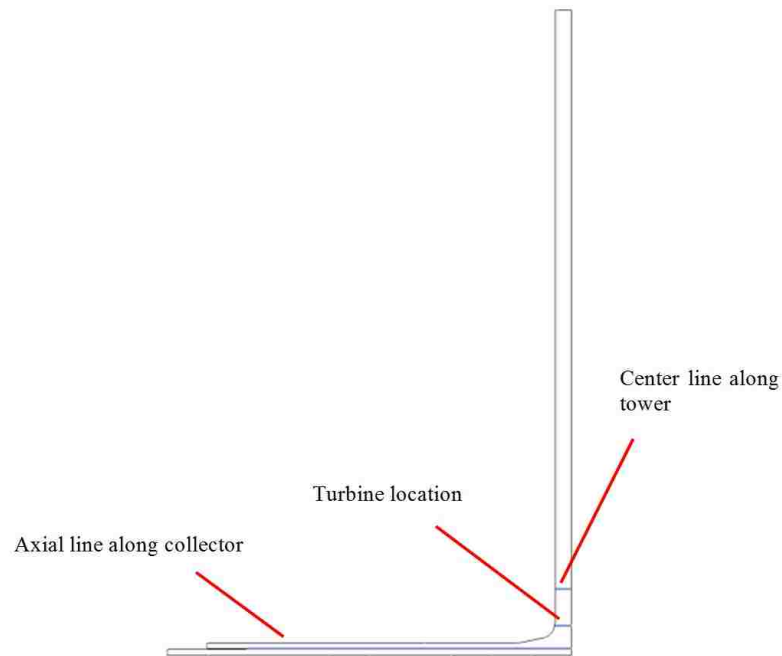 Center line along
tower
Turbine location
Axial line along collector